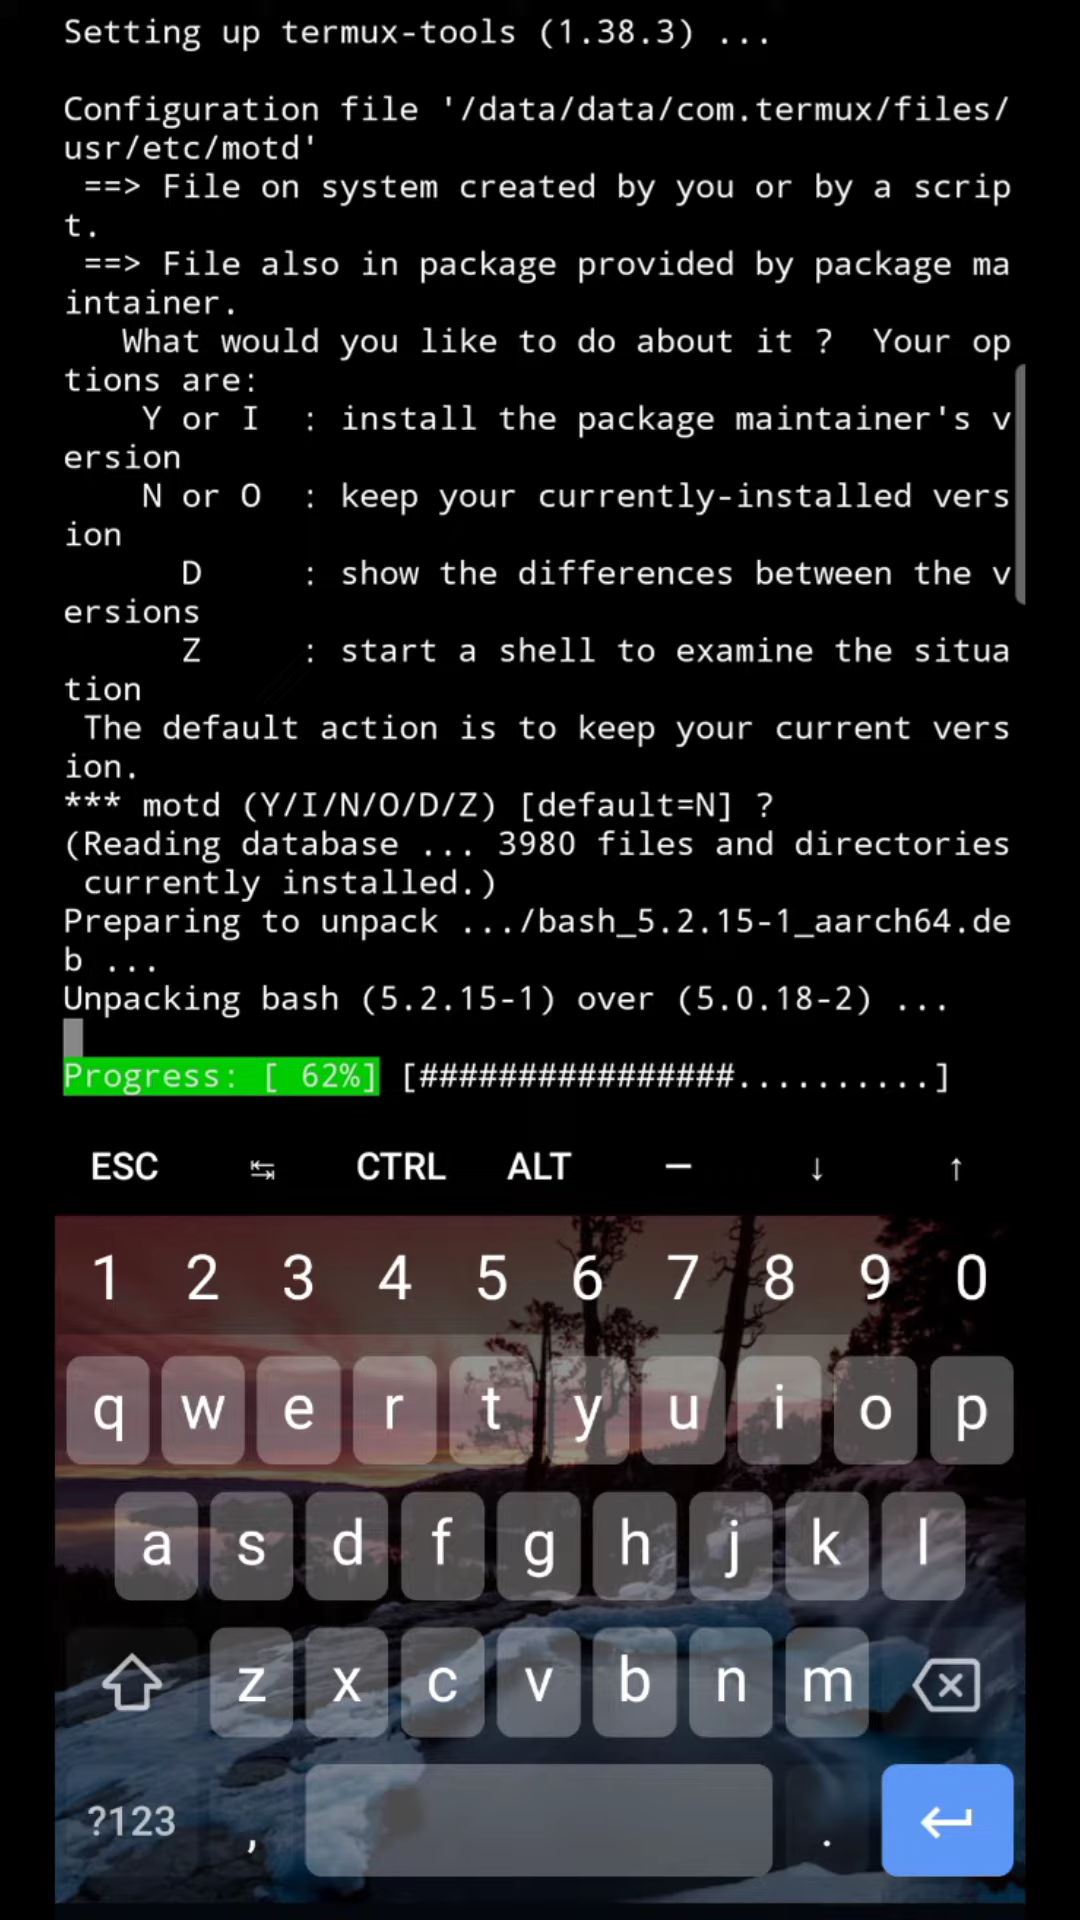 Setting up termux-tools (1.38.3) ...
Configuration file '/data/data/com.termux/files/
usr/etc/motd'
 ==> File on system created by you or by a scrip
t.
 ==> File also in package provided by package ma
intainer.
   What would you like to do about it ?  Your op
tions are:
    Y or I  : install the package maintainer's v
ersion
    N or O  : keep your currently-installed vers
ion
      D     : show the differences between the v
ersions
      Z     : start a shell to examine the situa
tion
 The default action is to keep your current vers
ion.
*** motd (Y/I/N/O/D/Z) [default=N] ?
(Reading database ... 3980 files and directories
 currently installed.)
Preparing to unpack .../bash_5.2.15-1_aarch64.de
b ...
Unpacking bash (5.2.15-1) over (5.0.18-2) ...
Progress: [ 62%] [################..........]
ESC ↹ CTRL ALT — ↓ ↑
1 2 3 4 5 6 7 8 9 0
q w e r t y u i o p
a s d f g h j k l
z x c v b n m
?123 , .